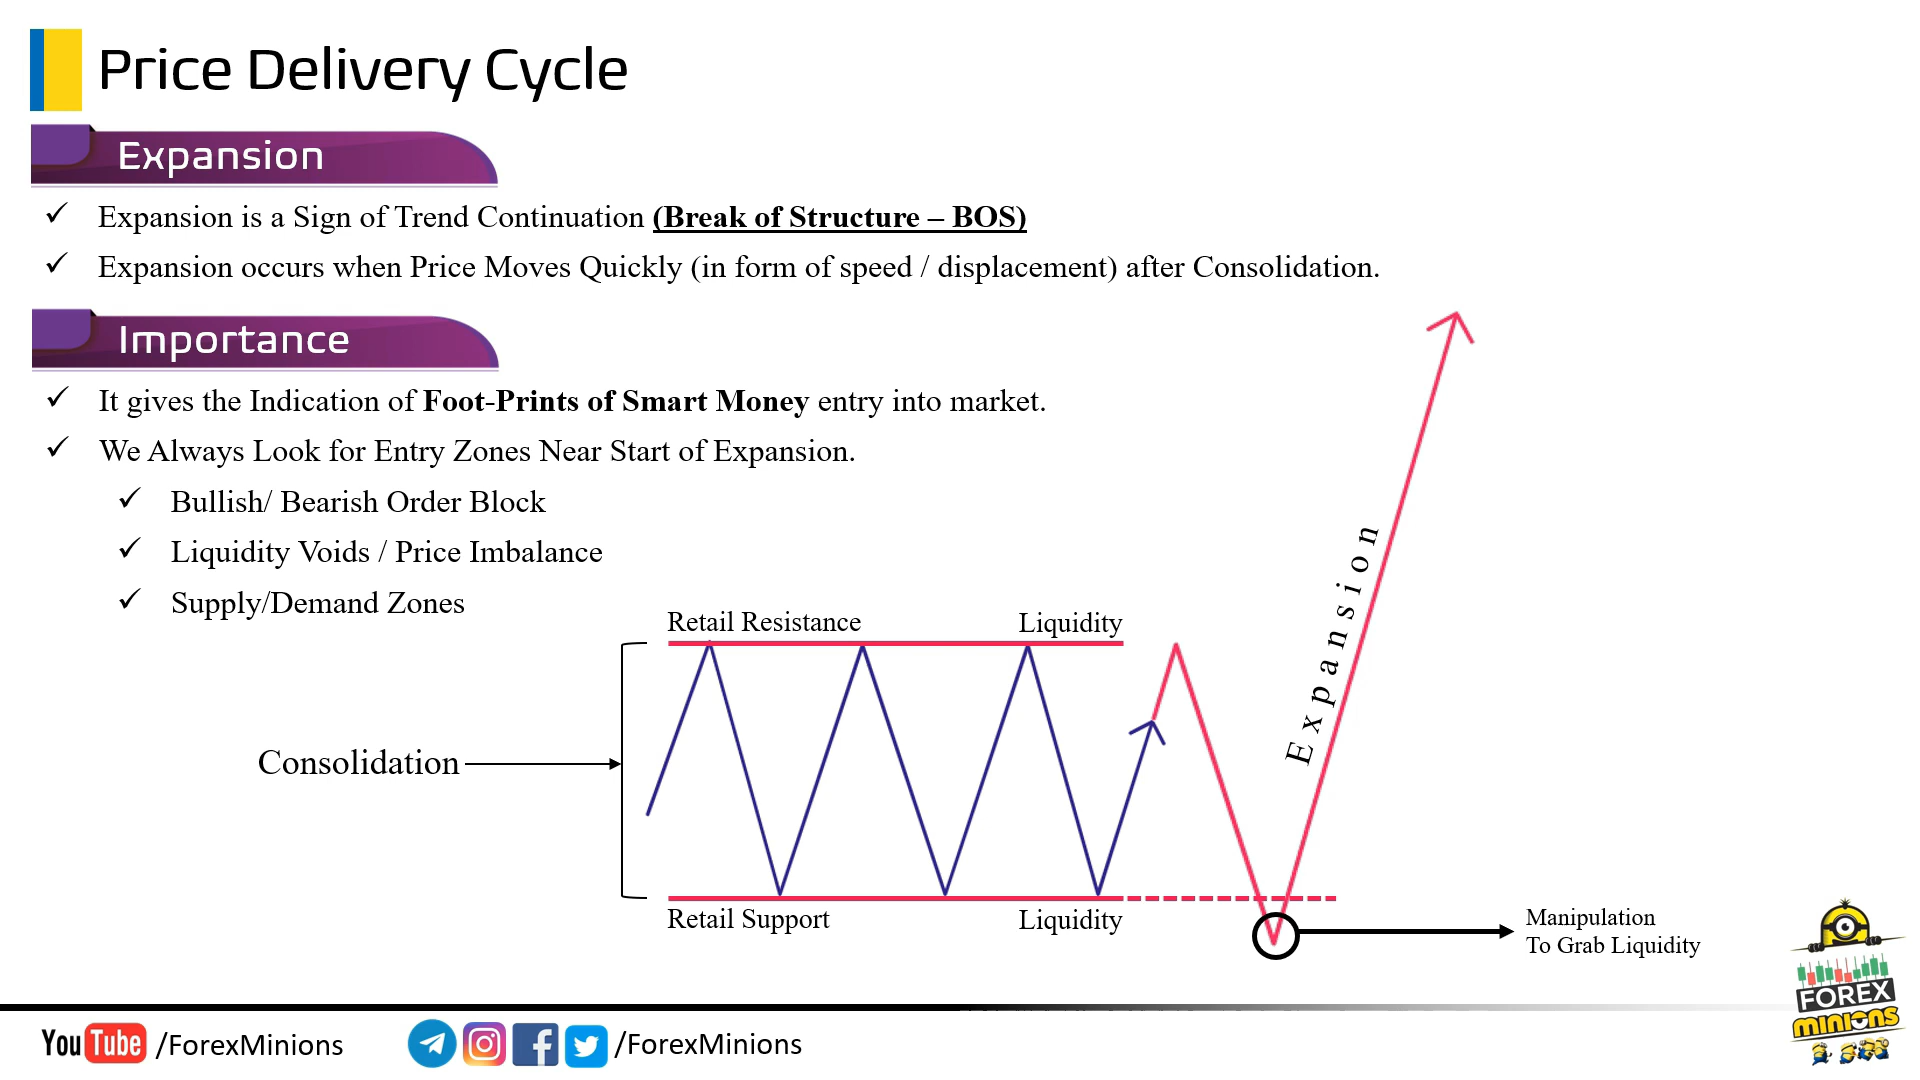 Price Delivery Cycle
Expansion
Expansion is a Sign of Trend Continuation (Break of Structure – BOS)
Expansion occurs when Price Moves Quickly (in form of speed / displacement) after Consolidation.
Importance
It gives the Indication of Foot-Prints of Smart Money entry into market.
We Always Look for Entry Zones Near Start of Expansion.
Bullish/ Bearish Order Block
Liquidity Voids / Price Imbalance
Supply/Demand Zones
Retail Resistance
Liquidity
Expansion
Consolidation
Retail Support
Liquidity
Manipulation
To Grab Liquidity
YouTube /ForexMinions
/ForexMinions
FOREX
MINIONS